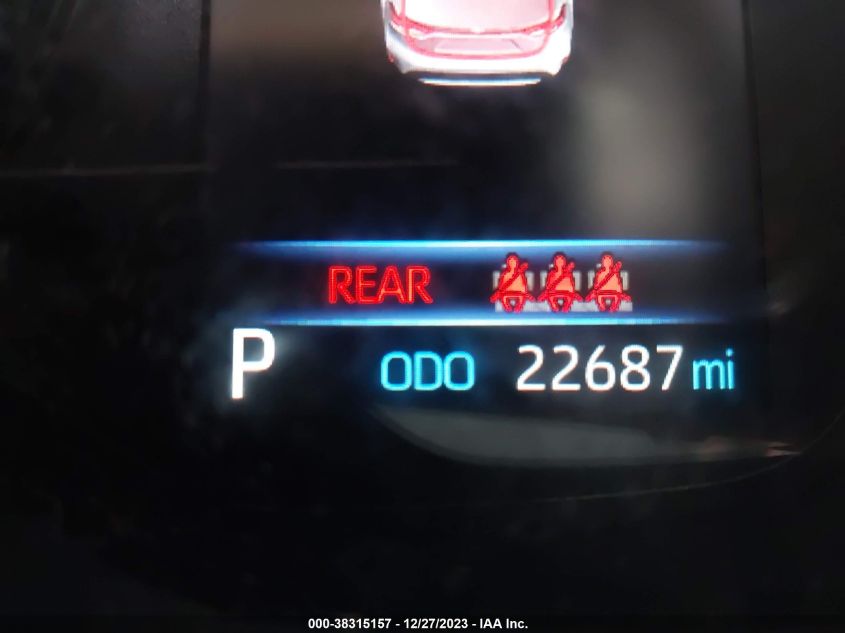 REAR
P ODO 22687 mi
000-38315157 - 12/27/2023 - IAA Inc.